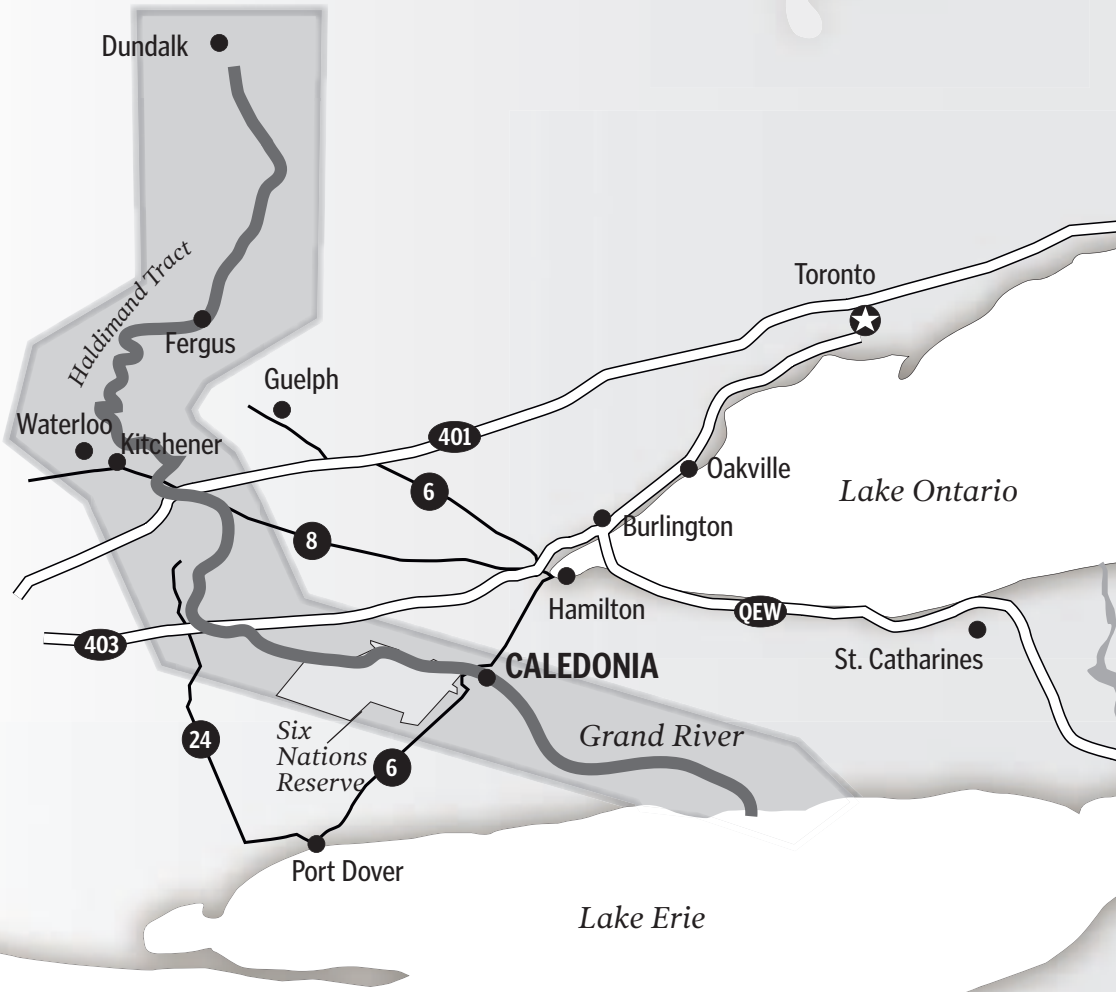 Dundalk
Haldimand Tract
Toronto
Fergus
Guelph
Waterloo
Kitchener
401
Oakville
6
Lake Ontario
Burlington
8
Hamilton
QEW
403
St. Catharines
CALEDONIA
24
Six
Nations
Reserve
Grand River
6
Port Dover
Lake Erie